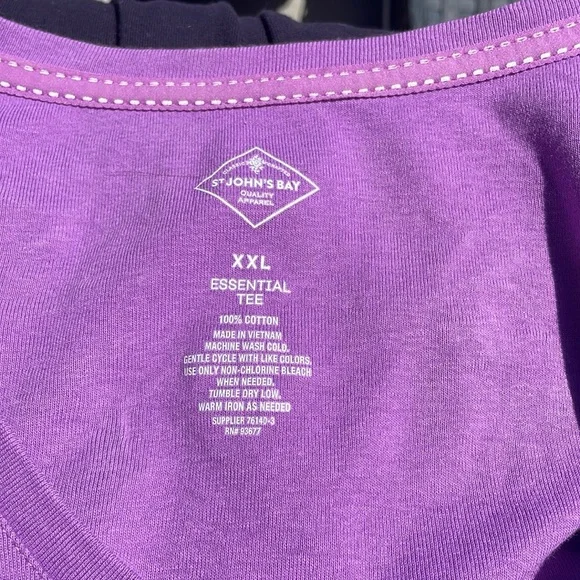 ST JOHN'S BAY
QUALITY
APPAREL
XXL
ESSENTIAL
TEE
100% COTTON
MADE IN VIETNAM
MACHINE WASH COLD,
GENTLE CYCLE WITH LIKE COLORS.
USE ONLY NON-CHLORINE BLEACH
WHEN NEEDED.
TUMBLE DRY LOW.
WARM IRON AS NEEDED
SUPPLIER 76140-3
RN# 93677